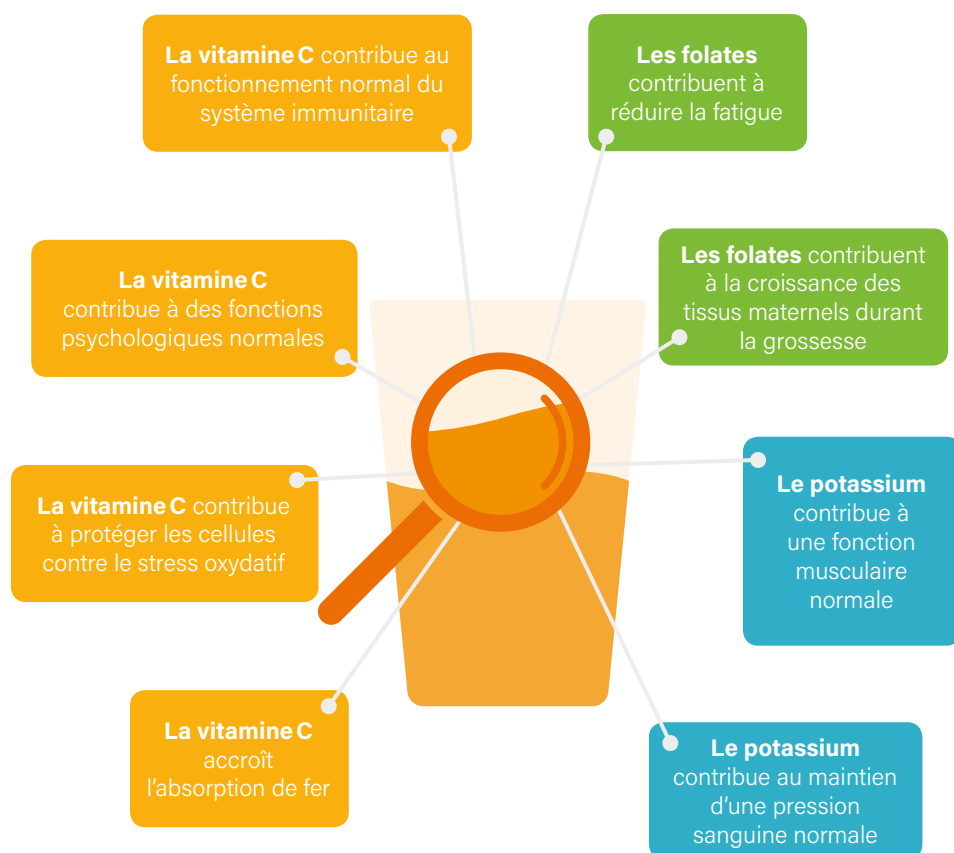 La vitamine C contribue au
fonctionnement normal du
système immunitaire
Les folates
contribuent à
réduire la fatigue
La vitamine C
contribue à des fonctions
psychologiques normales
Les folates contribuent
à la croissance des
tissus maternels durant
la grossesse
La vitamine C contribue
à protéger les cellules
contre le stress oxydatif
Le potassium
contribue à
une fonction
musculaire
normale
La vitamine C
accroît
l'absorption de fer
Le potassium
contribue au maintien
d'une pression
sanguine normale